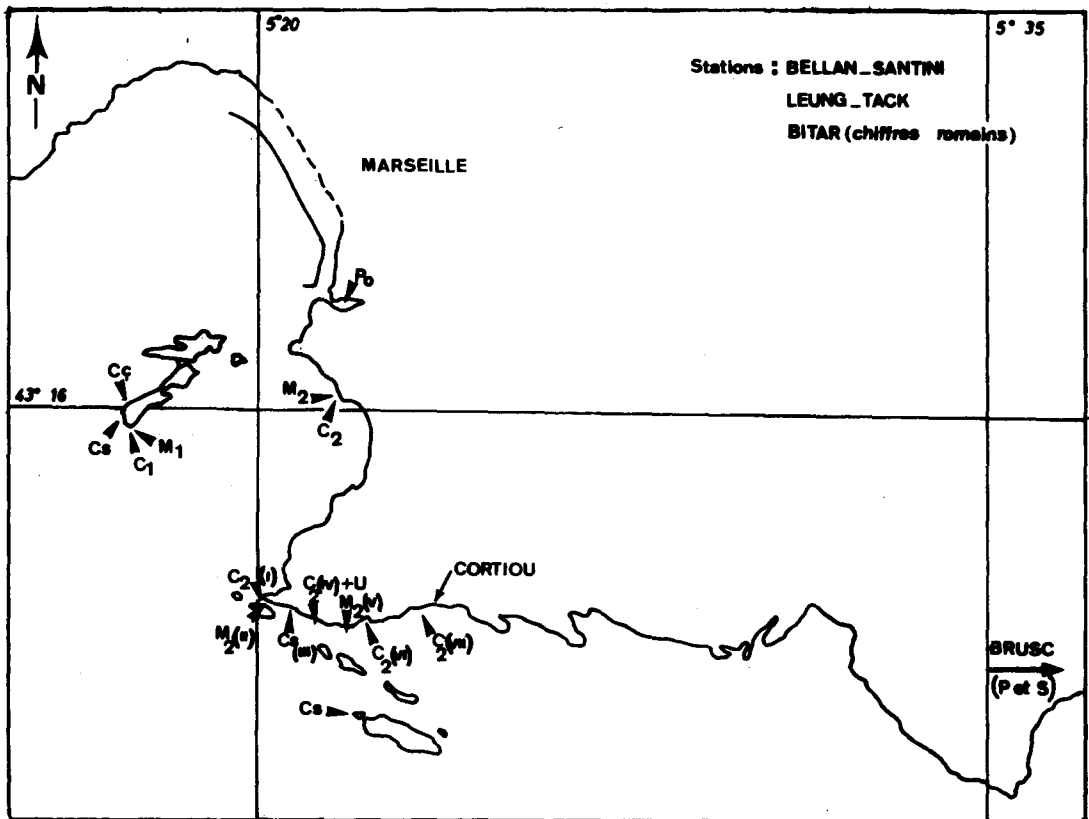 5°20
5° 35
N
Stations : BELLAN_SANTINI
LEUNG_TACK
BITAR (chiffres romains)
MARSEILLE
Po
Cc
43° 16
M2
C2
Cs
C1
M1
C2(I)
C2(IV)+U
M2(V)
CORTIOU
M2(II)
Cs(III)
C2(VI)
C2(VII)
BRUSC
(P et S)
Cs